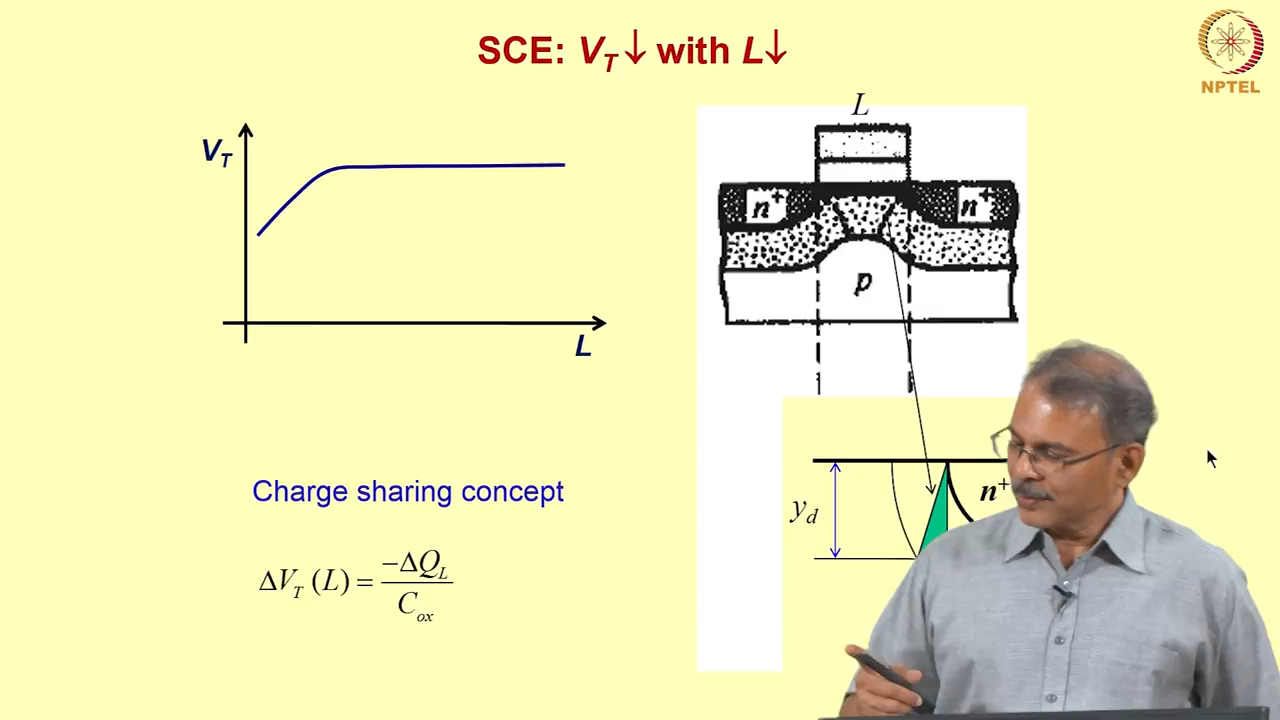 SCE: V_T ↓ with L↓
NPTEL
V_T
L
L
n⁺
n⁺
p
Charge sharing concept
ΔV_T (L) = −ΔQ_L / C_ox
y_d
n⁺